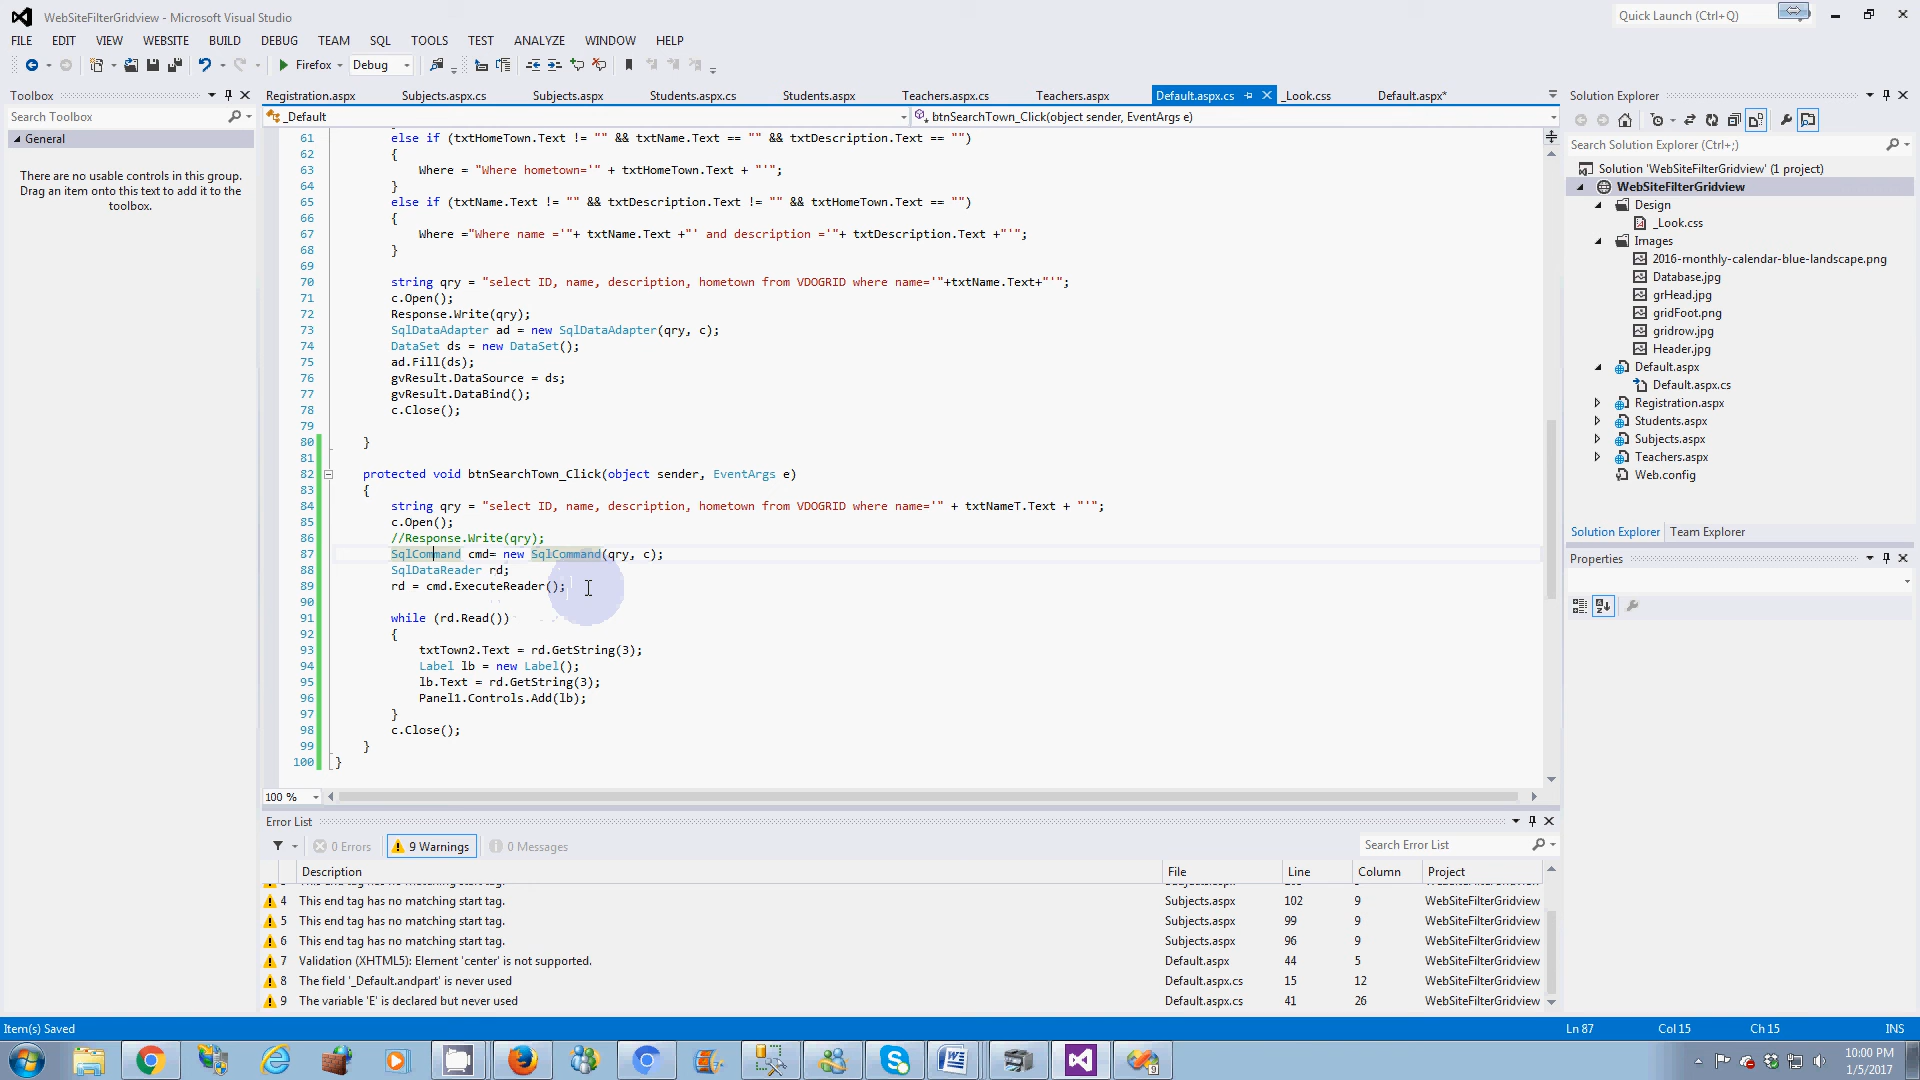 WebSiteFilterGridview - Microsoft Visual Studio
Quick Launch (Ctrl+Q)
FILE EDIT VIEW WEBSITE BUILD DEBUG TEAM SQL TOOLS TEST ANALYZE WINDOW HELP
Firefox Debug
Toolbox
Search Toolbox
General
There are no usable controls in this group.
Drag an item onto this text to add it to the
toolbox.
Registration.aspx Subjects.aspx.cs Subjects.aspx Students.aspx.cs Students.aspx Teachers.aspx.cs Teachers.aspx Default.aspx.cs _Look.css Default.aspx*
_Default btnSearchTown_Click(object sender, EventArgs e)
61 else if (txtHomeTown.Text != "" && txtName.Text == "" && txtDescription.Text == "")
62 {
63 Where = "Where hometown='" + txtHomeTown.Text + "'";
64 }
65 else if (txtName.Text != "" && txtDescription.Text != "" && txtHomeTown.Text == "")
66 {
67 Where ="Where name ='"+ txtName.Text +"' and description ='"+ txtDescription.Text +"'";
68 }
69
70 string qry = "select ID, name, description, hometown from VDOGRID where name='"+txtName.Text+"'";
71 c.Open();
72 Response.Write(qry);
73 SqlDataAdapter ad = new SqlDataAdapter(qry, c);
74 DataSet ds = new DataSet();
75 ad.Fill(ds);
76 gvResult.DataSource = ds;
77 gvResult.DataBind();
78 c.Close();
79
80 }
81
82 protected void btnSearchTown_Click(object sender, EventArgs e)
83 {
84 string qry = "select ID, name, description, hometown from VDOGRID where name='" + txtNameT.Text + "'";
85 c.Open();
86 //Response.Write(qry);
87 SqlCommand cmd= new SqlCommand(qry, c);
88 SqlDataReader rd;
89 rd = cmd.ExecuteReader();
90
91 while (rd.Read())
92 {
93 txtTown2.Text = rd.GetString(3);
94 Label lb = new Label();
95 lb.Text = rd.GetString(3);
96 Panel1.Controls.Add(lb);
97 }
98 c.Close();
99 }
100 }
100 %
Error List
0 Errors 9 Warnings 0 Messages
Search Error List
Description File Line Column Project
4 This end tag has no matching start tag. Subjects.aspx 102 9 WebSiteFilterGridview
5 This end tag has no matching start tag. Subjects.aspx 99 9 WebSiteFilterGridview
6 This end tag has no matching start tag. Subjects.aspx 96 9 WebSiteFilterGridview
7 Validation (XHTML5): Element 'center' is not supported. Default.aspx 44 5 WebSiteFilterGridview
8 The field '_Default.andpart' is never used Default.aspx.cs 15 12 WebSiteFilterGridview
9 The variable 'E' is declared but never used Default.aspx.cs 41 26 WebSiteFilterGridview
Solution Explorer
Search Solution Explorer (Ctrl+;)
Solution 'WebSiteFilterGridview' (1 project)
WebSiteFilterGridview
Design
_Look.css
Images
2016-monthly-calendar-blue-landscape.png
Database.jpg
grHead.jpg
gridFoot.png
gridrow.jpg
Header.jpg
Default.aspx
Default.aspx.cs
Registration.aspx
Students.aspx
Subjects.aspx
Teachers.aspx
Web.config
Solution Explorer Team Explorer
Properties
Item(s) Saved Ln 87 Col 15 Ch 15 INS
9
10:00 PM
1/5/2017